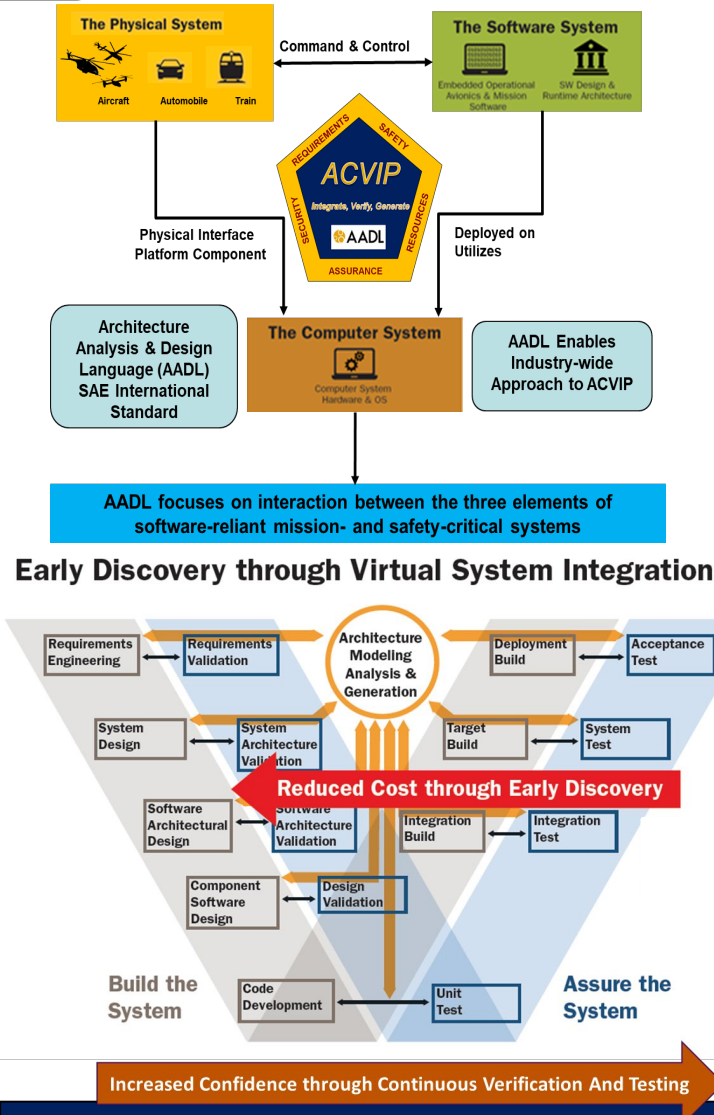 The Physical System
Aircraft
Automobile
Train
Command & Control
The Software System
Embedded Operational
Avionics & Mission
Software
SW Design &
Runtime Architecture
REQUIREMENTS
SAFETY
SECURITY
RESOURCES
ASSURANCE
ACVIP
Integrate, Verify, Generate
AADL
Physical Interface
Platform Component
Deployed on
Utilizes
Architecture
Analysis & Design
Language (AADL)
SAE International
Standard
The Computer System
Computer System
Hardware & OS
AADL Enables
Industry-wide
Approach to ACVIP
AADL focuses on interaction between the three elements of
software-reliant mission- and safety-critical systems
Early Discovery through Virtual System Integration
Requirements
Engineering
Requirements
Validation
Architecture
Modeling
Analysis &
Generation
Deployment
Build
Acceptance
Test
System
Design
System
Architecture
Validation
Target
Build
System
Test
Reduced Cost through Early Discovery
Software
Architectural
Design
Software
Architecture
Validation
Integration
Build
Integration
Test
Component
Software
Design
Design
Validation
Build the
System
Code
Development
Unit
Test
Assure the
System
Increased Confidence through Continuous Verification And Testing